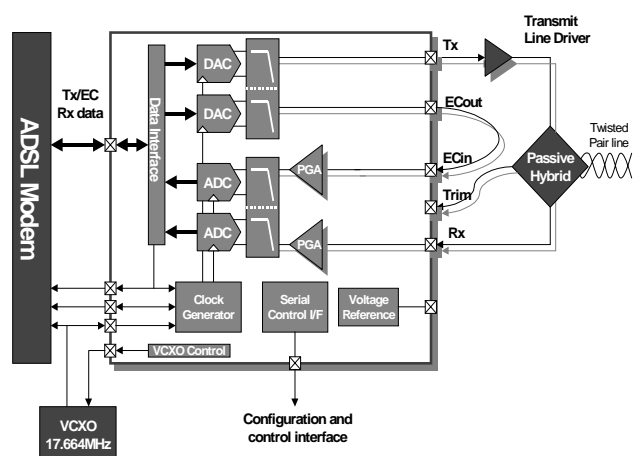 Transmit
Line Driver
Tx
DAC
Tx/EC
Rx data
ECout
DAC
Data Interface
ADSL Modem
Twisted
Pair line
ECin
PGA
ADC
Passive
Hybrid
Trim
ADC
Rx
PGA
Clock
Generator
Serial
Control I/F
Voltage
Reference
VCXO Control
VCXO
17.664MHz
Configuration and
control interface